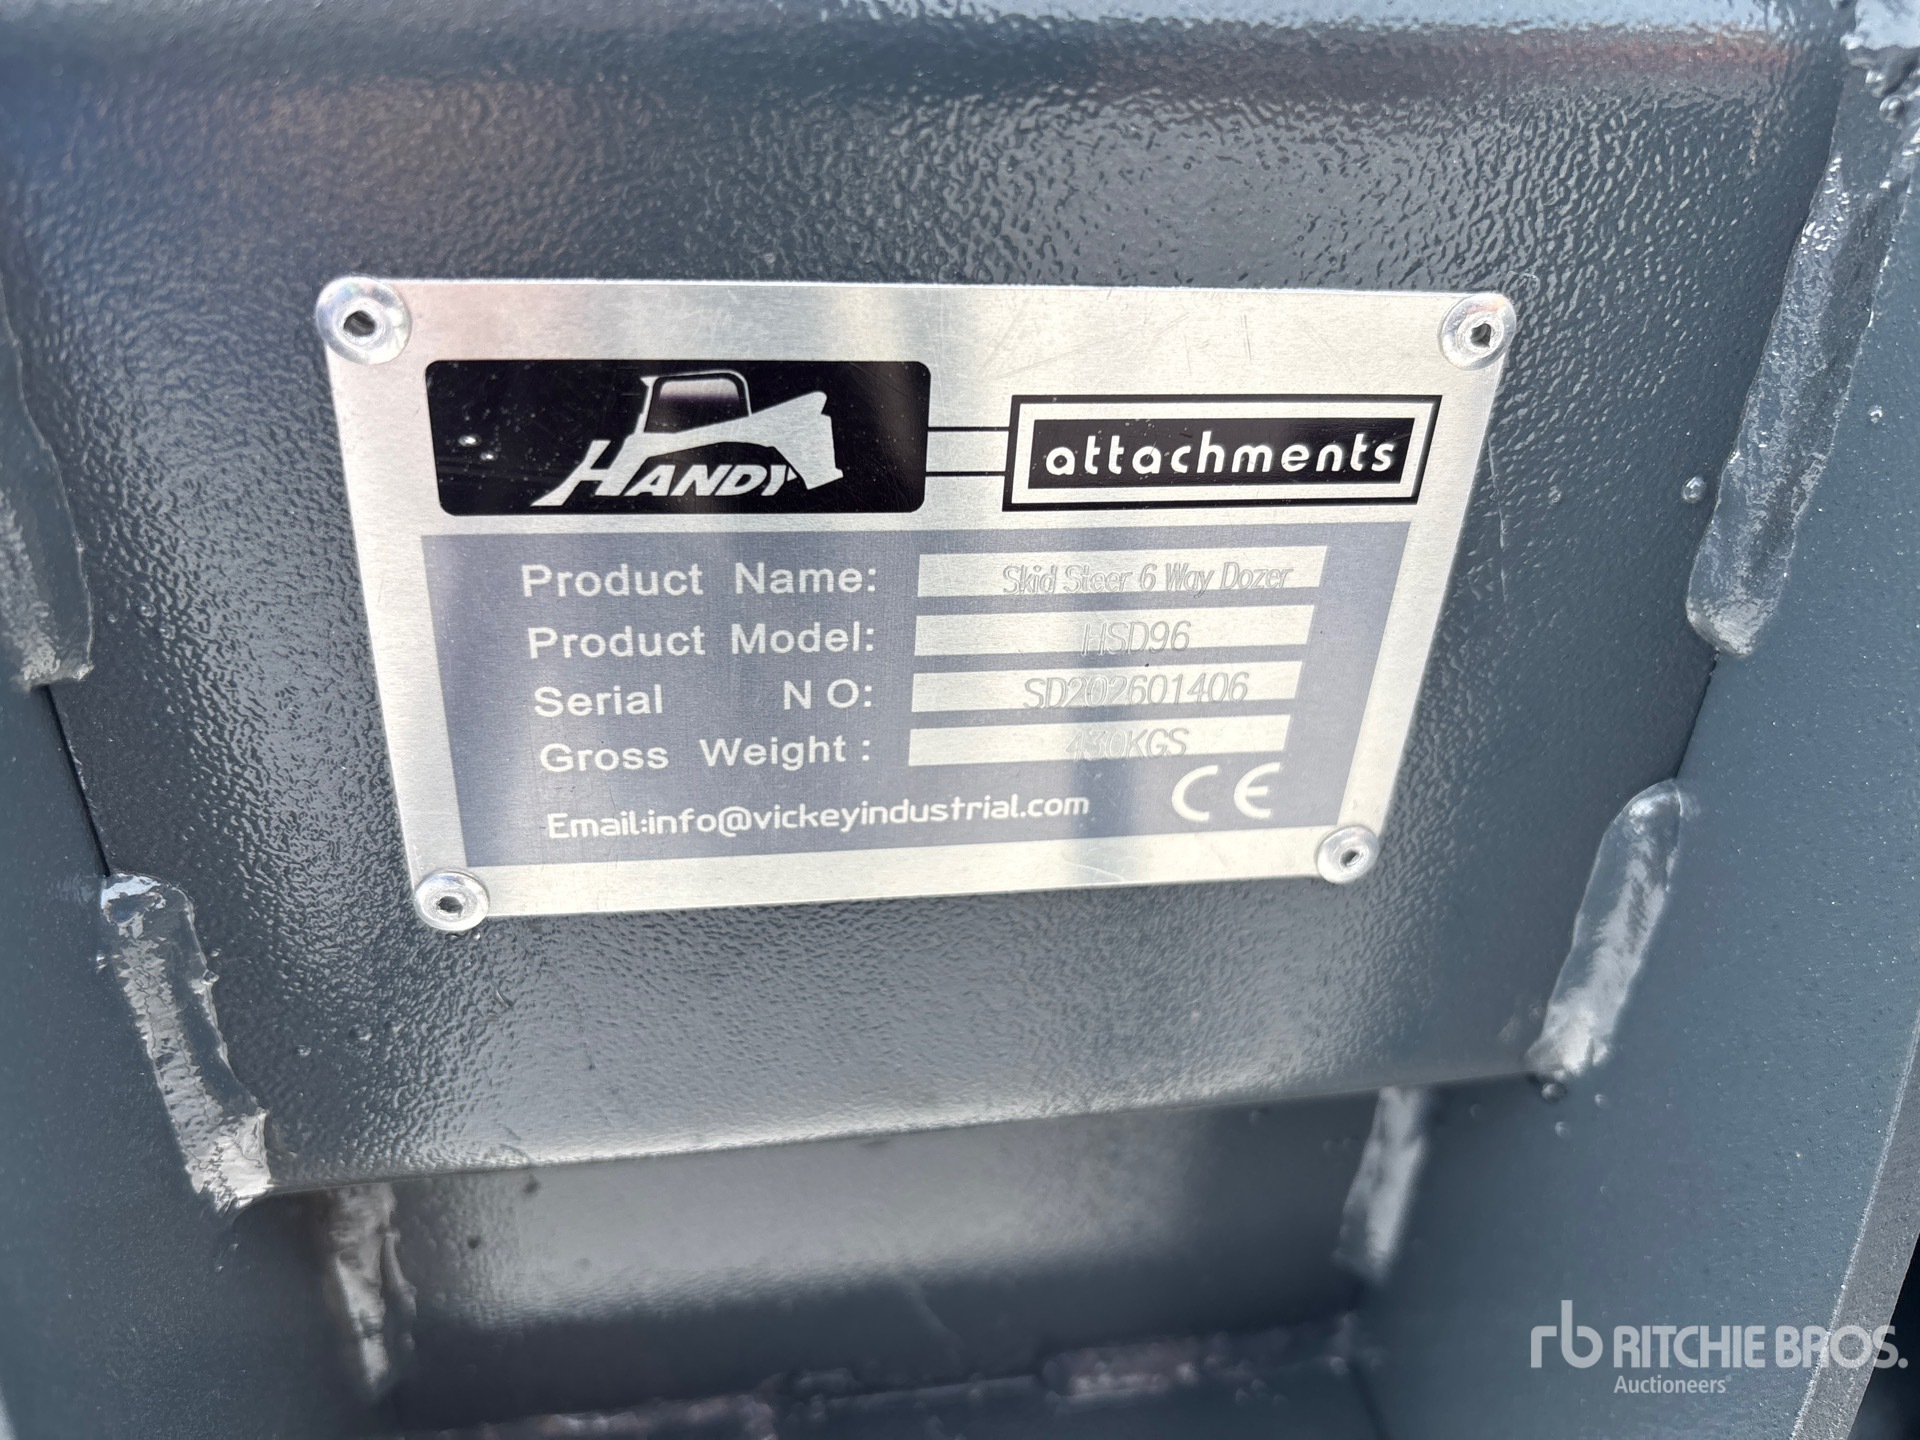 HANDY
attachments
Product Name: Skid Steer 6 Way Dozer
Product Model: HSD96
Serial NO: SD202601406
Gross Weight: 430KGS
Email:info@vickeyindustrial.com CE
rb RITCHIE BROS.
Auctioneers